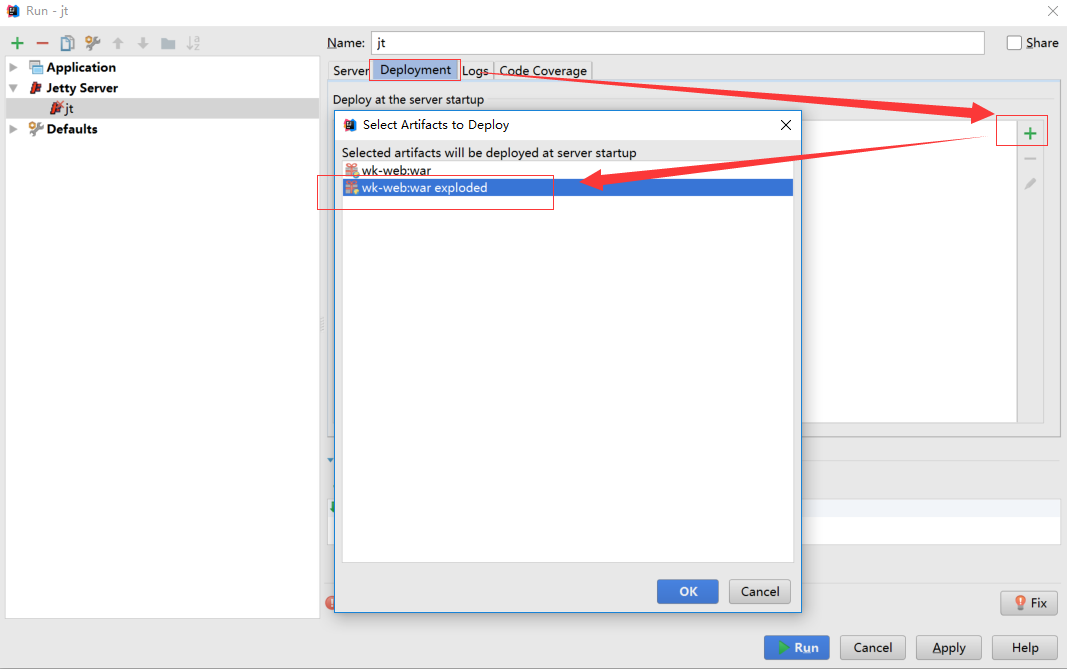 Run - jt
Name: jt
Share
Application
Jetty Server
jt
Defaults
Server Deployment Logs Code Coverage
Deploy at the server startup
Select Artifacts to Deploy
Selected artifacts will be deployed at server startup
wk-web:war
wk-web:war exploded
OK Cancel
Fix
Run Cancel Apply Help